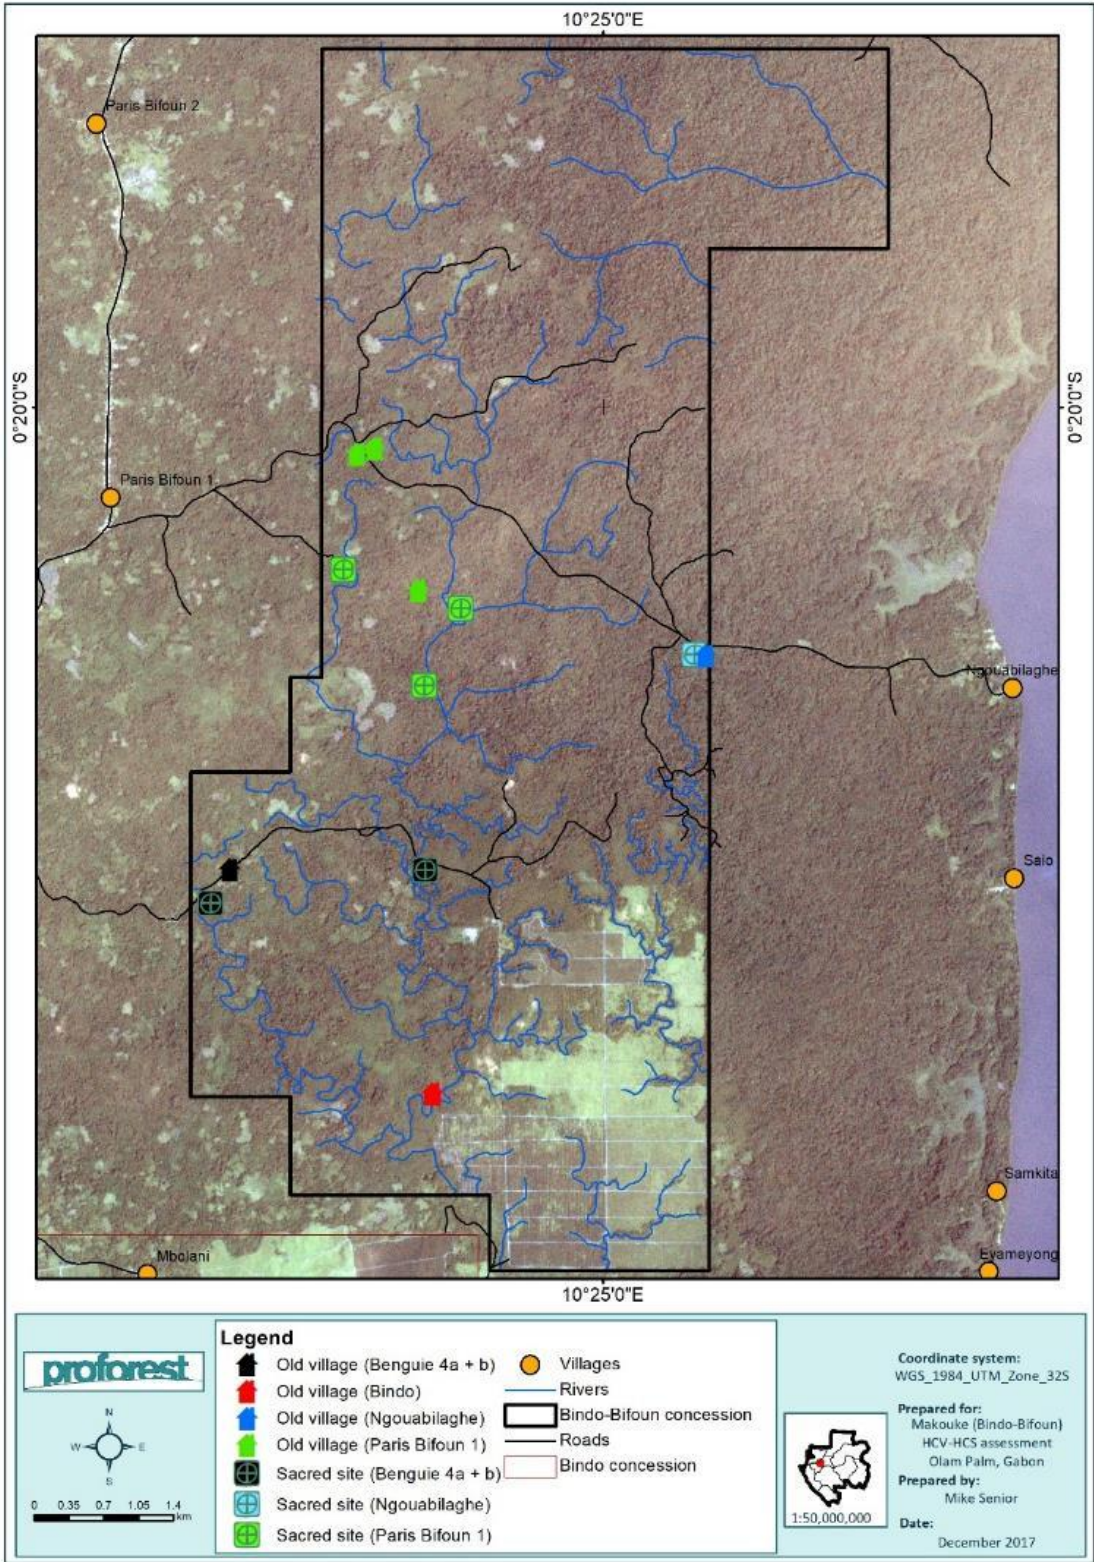 10°25'0"E
Paris Bifoun 2
0°20'0"S
0°20'0"S
Paris Bifoun 1
Ngouabilaghe
Saio
Samkita
Mbolani
Evameyong
10°25'0"E
proforest
N
W
E
S
0 0.35 0.7 1.05 1.4
km
Legend
Old village (Benguie 4a + b)
Old village (Bindo)
Old village (Ngouabilaghe)
Old village (Paris Bifoun 1)
Sacred site (Benguie 4a + b)
Sacred site (Ngouabilaghe)
Sacred site (Paris Bifoun 1)
Villages
Rivers
Bindo-Bifoun concession
Roads
Bindo concession
1:50,000,000
Coordinate system:
WGS_1984_UTM_Zone_32S
Prepared for:
Makouke (Bindo-Bifoun)
HCV-HCS assessment
Olam Palm, Gabon
Prepared by:
Mike Senior
Date:
December 2017